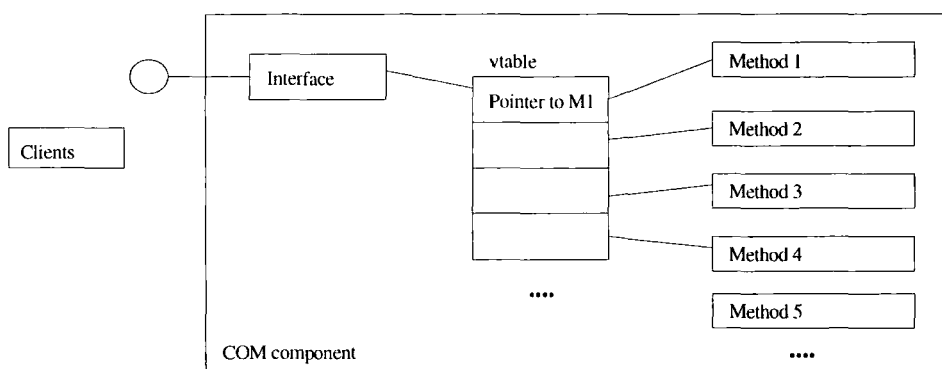 Clients
Interface
vtable
Pointer to M1
....
Method 1
Method 2
Method 3
Method 4
Method 5
....
COM component